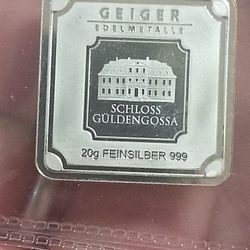 GEIGER
EDELMETALLE
SCHLOSS
GÜLDENGOSSA
20g FEINSILBER 999